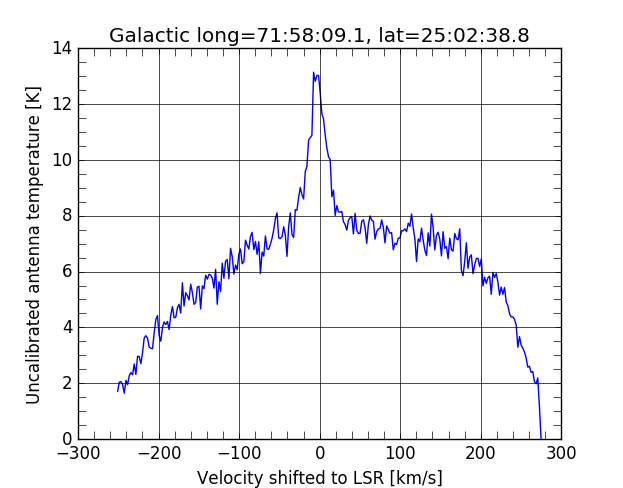 Galactic long=71:58:09.1, lat=25:02:38.8
Uncalibrated antenna temperature [K]
14
12
10
8
6
4
2
0
−300 −200 −100 0 100 200 300
Velocity shifted to LSR [km/s]